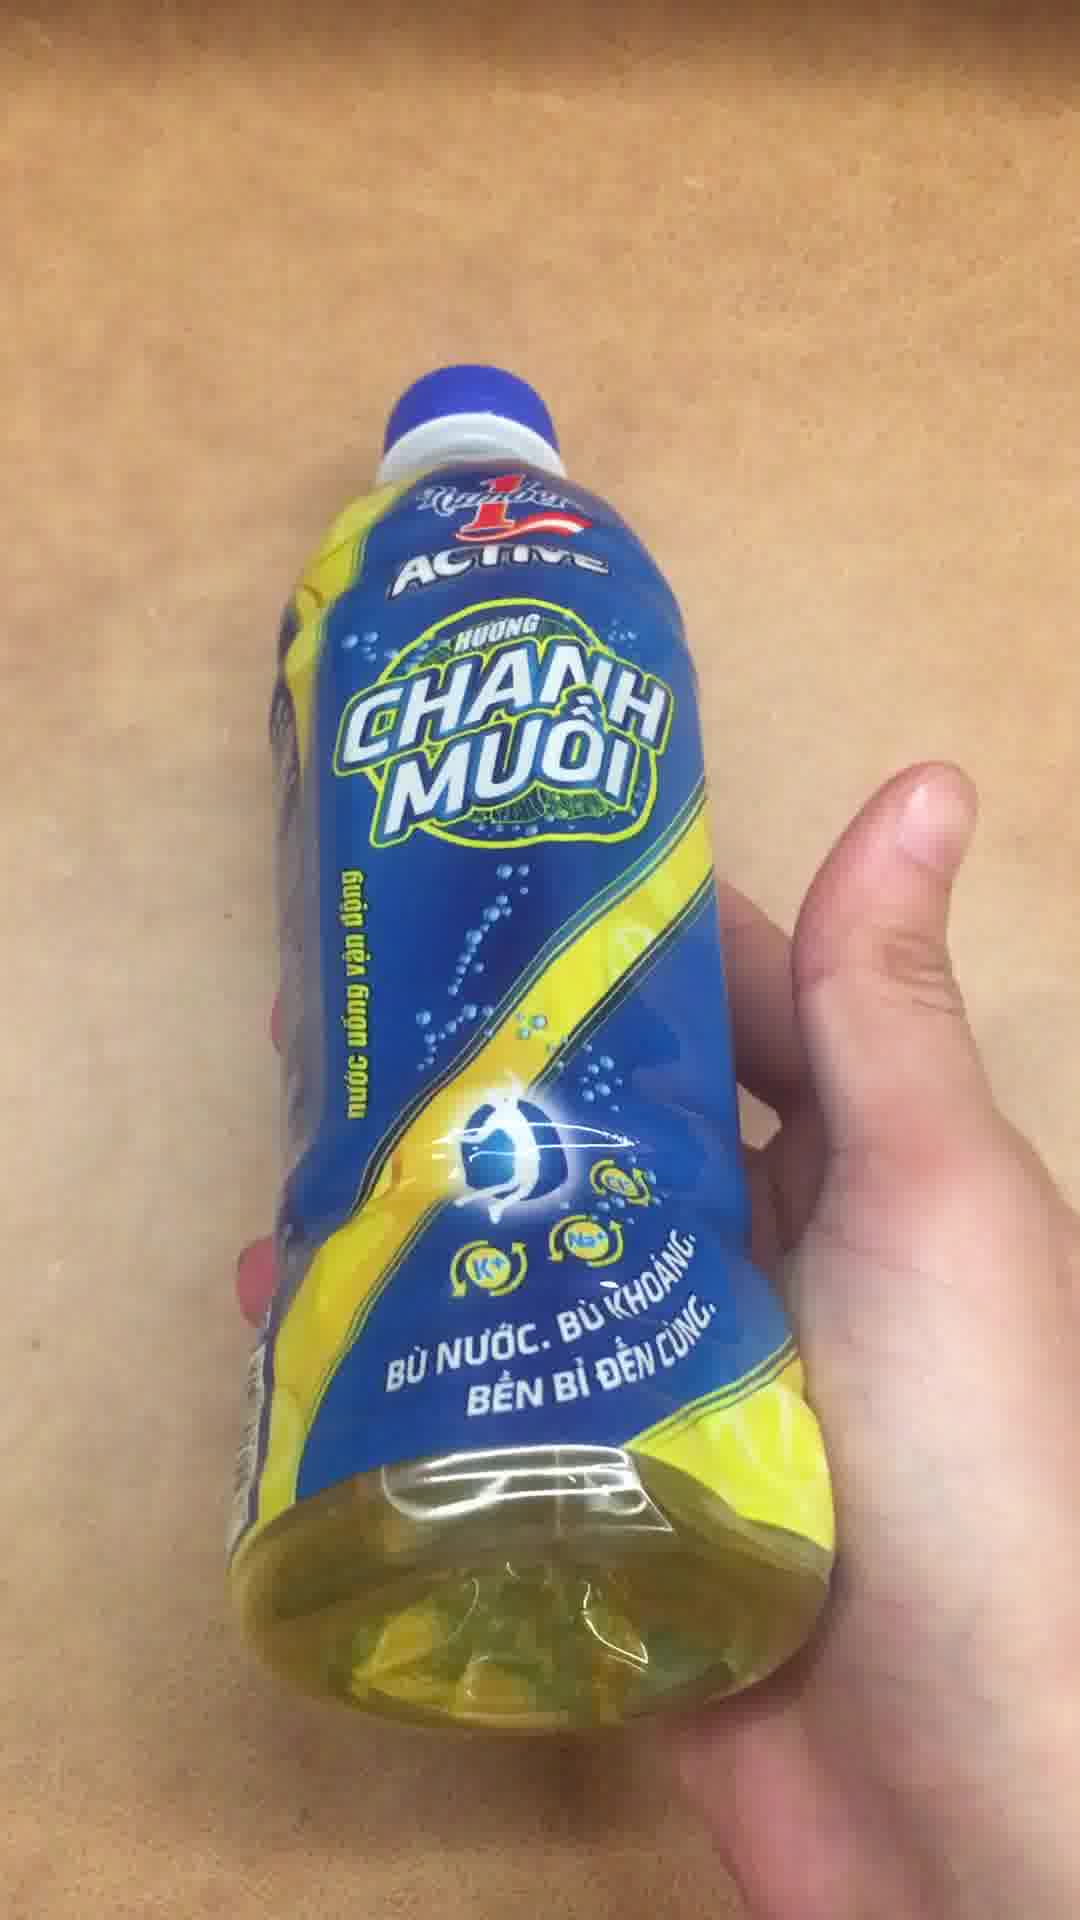 Number 1
ACTIVE
HƯƠNG
CHANH
MUỐI
nước uống vận động
K+ Na+
BÙ NƯỚC. BÙ KHOÁNG.
BỀN BỈ ĐẾN CÙNG.